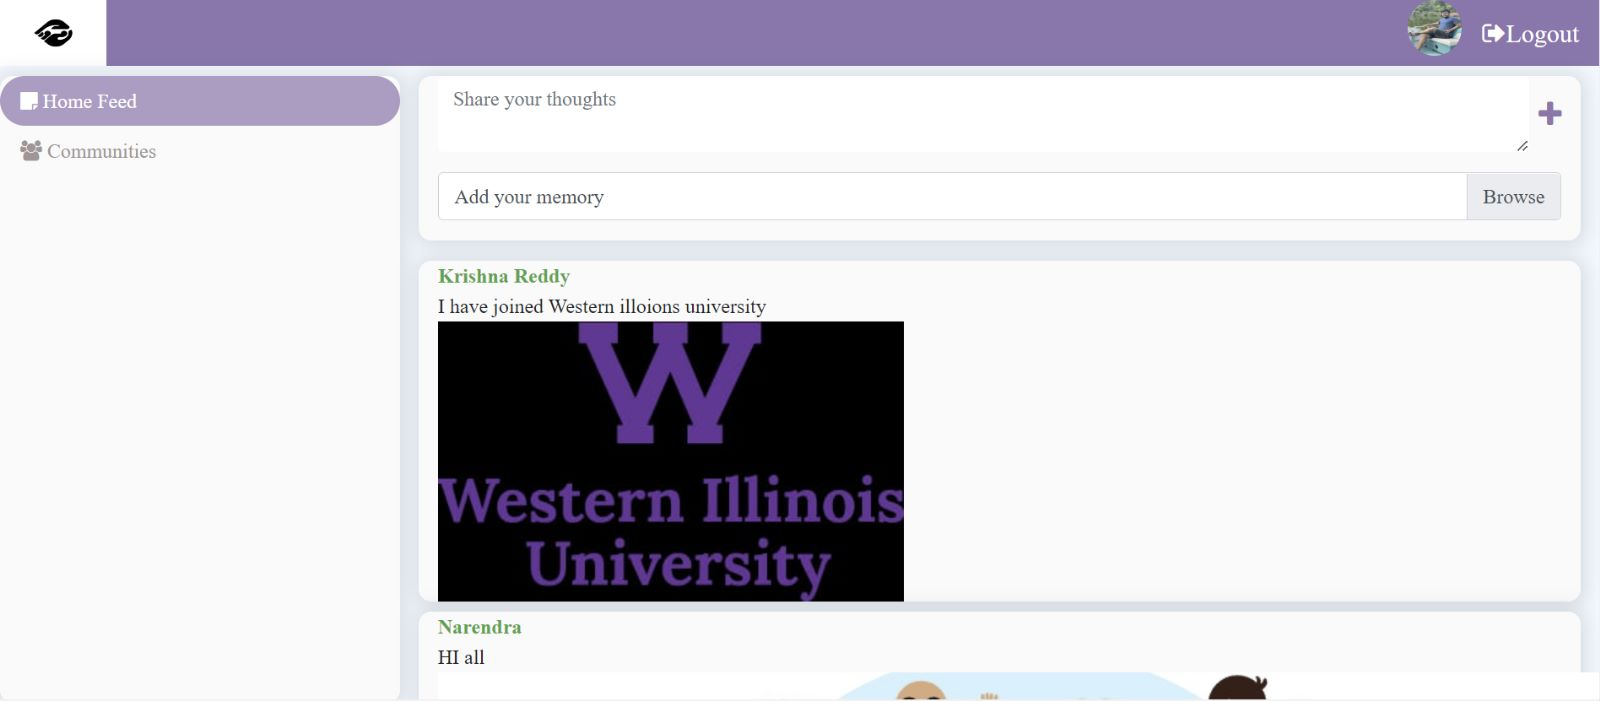 Logout
Home Feed
Communities
Share your thoughts
Add your memory
Browse
Krishna Reddy
I have joined Western illoions university
W
Western Illinois
University
Narendra
HI all